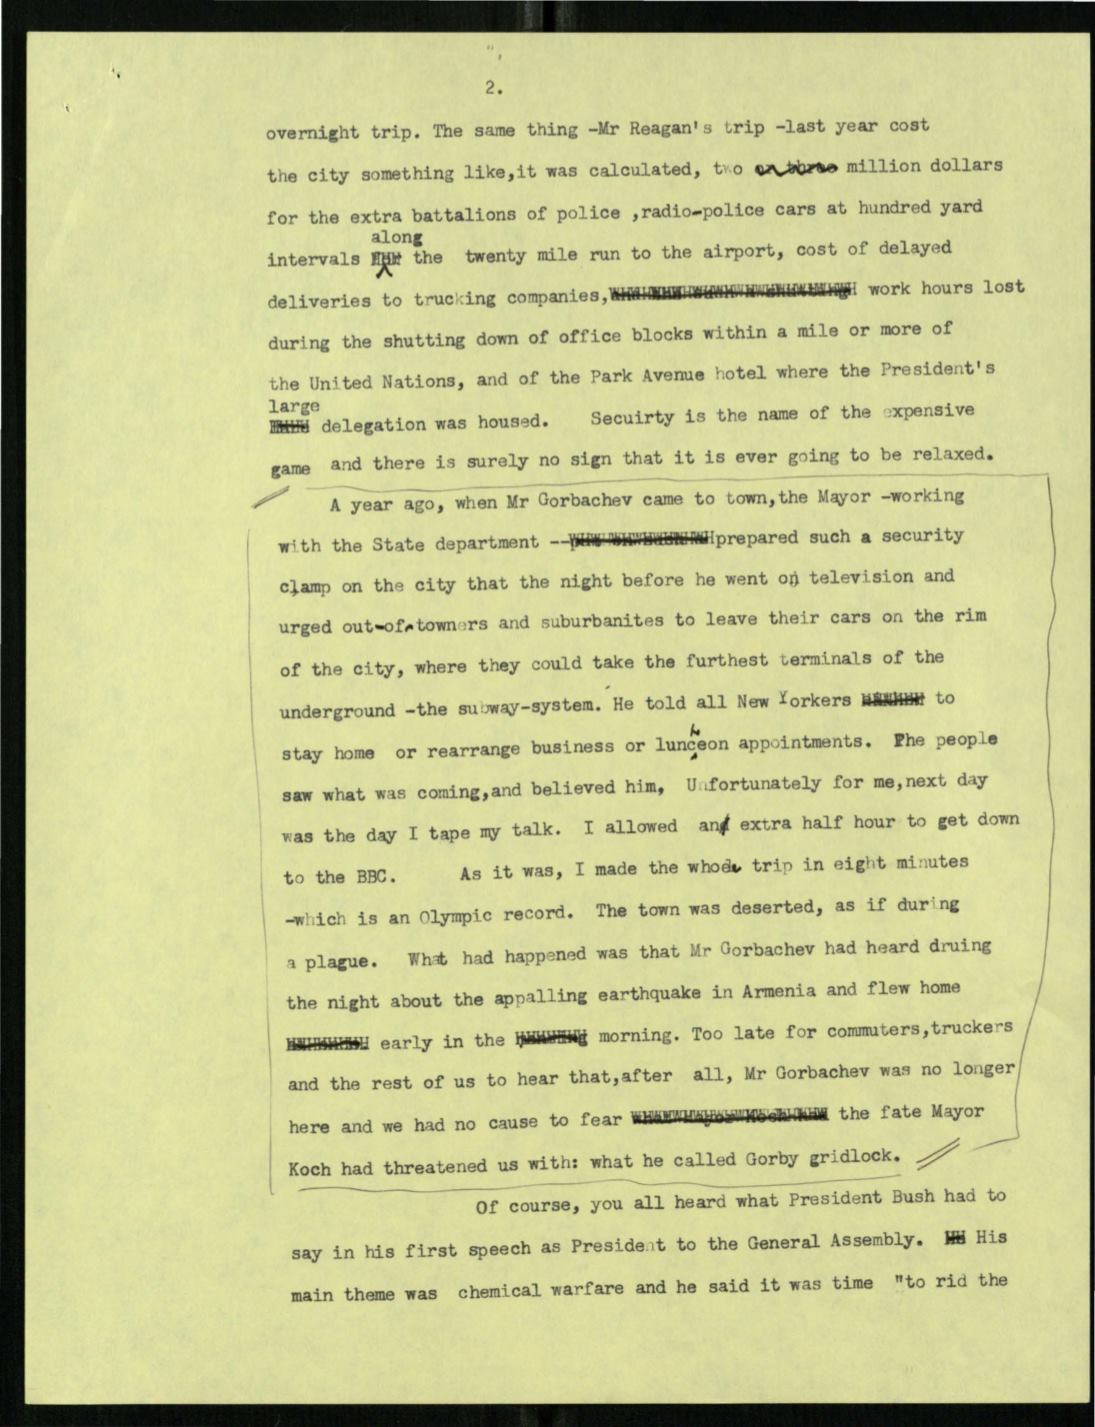 2.
overnight trip. The same thing -Mr Reagan's trip -last year cost
the city something like,it was calculated, two or three million dollars
for the extra battalions of police ,radio-police cars at hundred yard
along
intervals the twenty mile run to the airport, cost of delayed
deliveries to trucking companies, work hours lost
during the shutting down of office blocks within a mile or more of
the United Nations, and of the Park Avenue hotel where the President's
large
delegation was housed. Secuirty is the name of the expensive
game and there is surely no sign that it is ever going to be relaxed.
A year ago, when Mr Gorbachev came to town,the Mayor -working
with the State department -- prepared such a security
clamp on the city that the night before he went on television and
urged out-of-towners and suburbanites to leave their cars on the rim
of the city, where they could take the furthest terminals of the
underground -the subway-system. He told all New Yorkers to
stay home or rearrange business or lunceon appointments. The people
h
saw what was coming,and believed him, Unfortunately for me,next day
was the day I tape my talk. I allowed an extra half hour to get down
to the BBC. As it was, I made the whoel trip in eight minutes
-which is an Olympic record. The town was deserted, as if during
a plague. What had happened was that Mr Gorbachev had heard druing
the night about the appalling earthquake in Armenia and flew home
early in the morning. Too late for commuters,truckers
and the rest of us to hear that,after all, Mr Gorbachev was no longer
here and we had no cause to fear the fate Mayor
Koch had threatened us with: what he called Gorby gridlock.
Of course, you all heard what President Bush had to
say in his first speech as President to the General Assembly. His
main theme was chemical warfare and he said it was time "to rid the